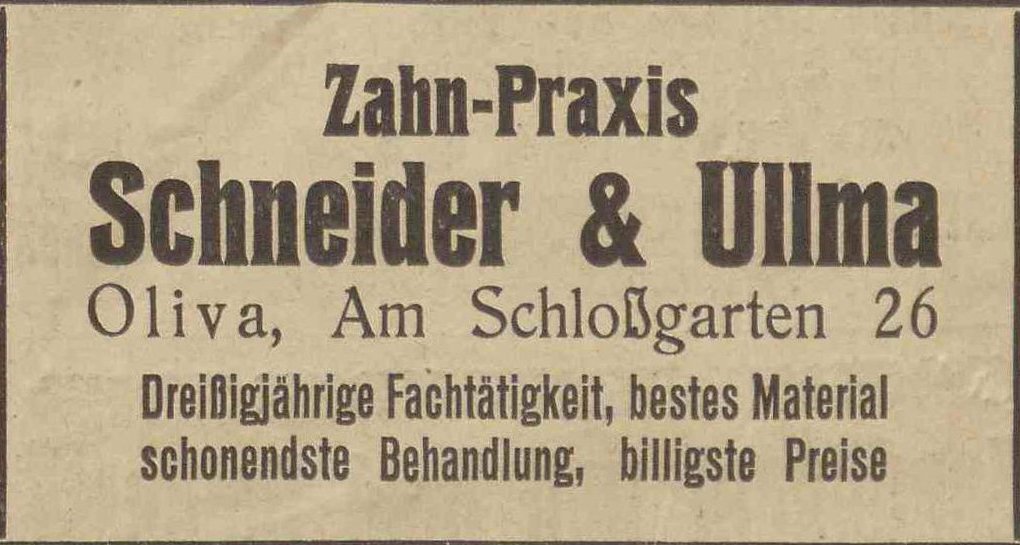 Zahn-Praxis
Schneider & Ullma
Oliva, Am Schloßgarten 26
Dreißigjährige Fachtätigkeit, bestes Material
schonendste Behandlung, billigste Preise